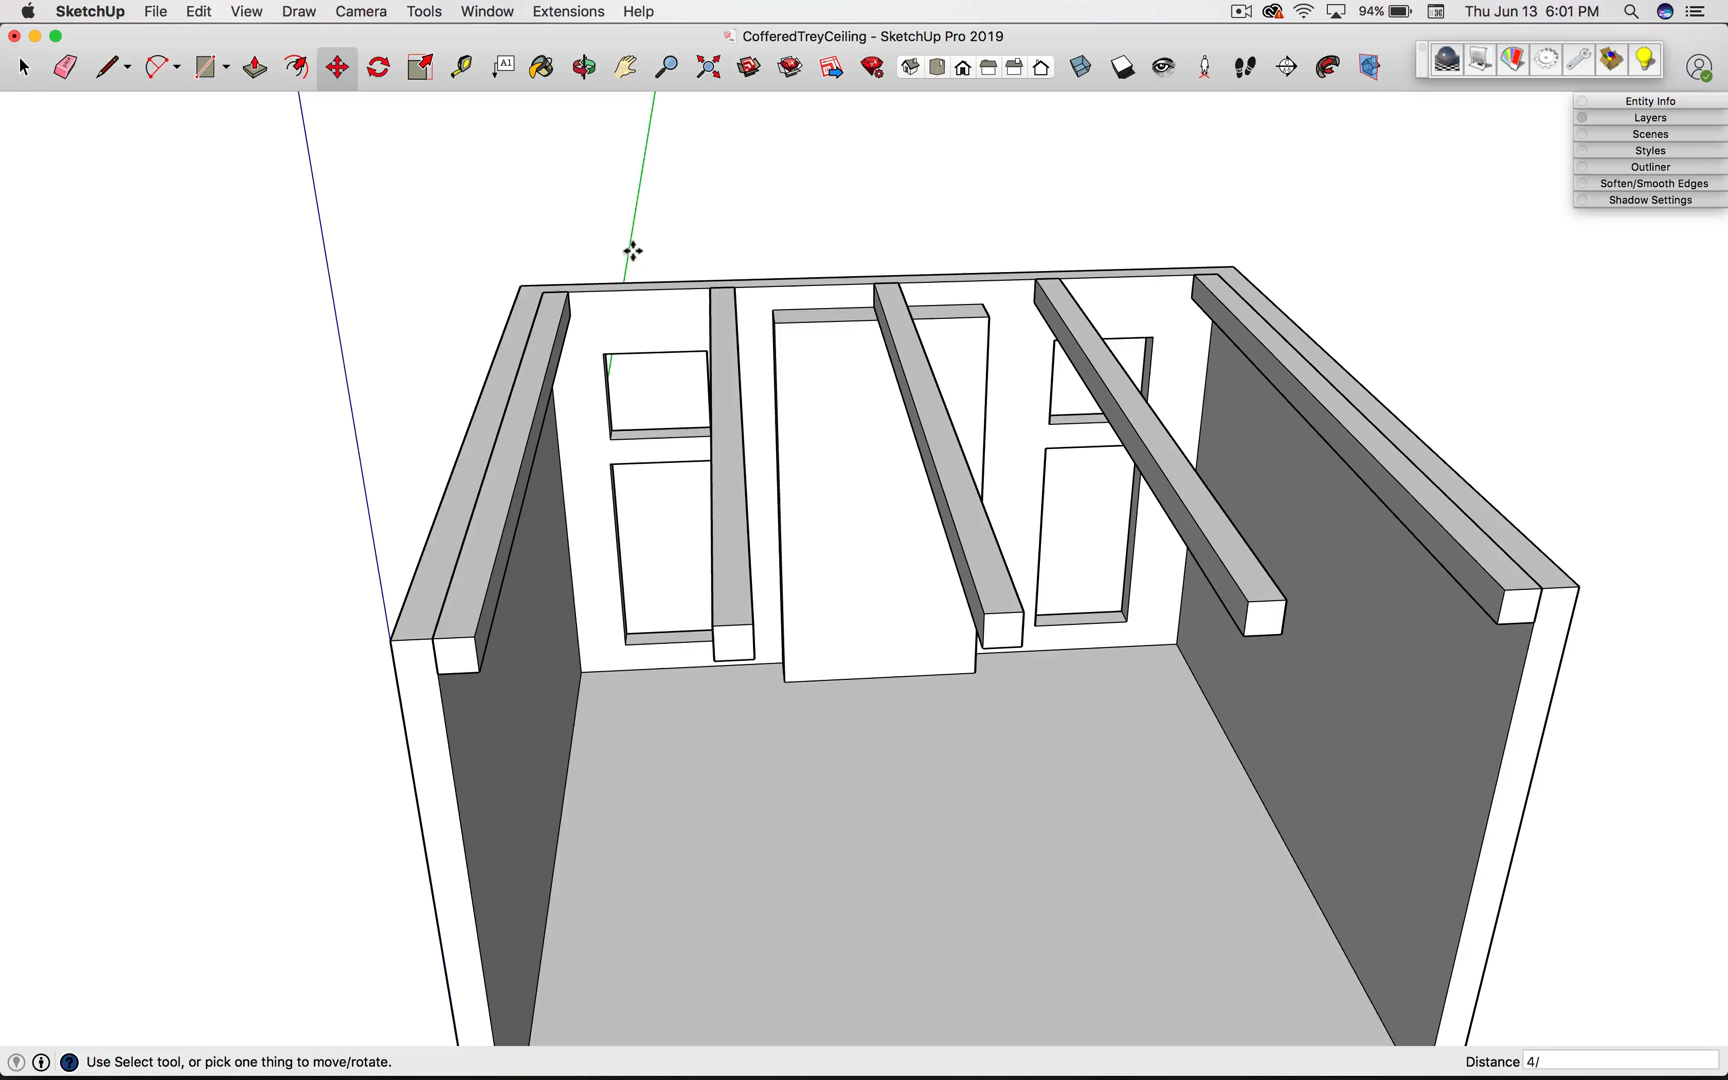 SketchUp File Edit View Draw Camera Tools Window Extensions Help
94% Thu Jun 13 6:01 PM
CofferedTreyCeiling - SketchUp Pro 2019
A1
Entity Info
Layers
Scenes
Styles
Outliner
Soften/Smooth Edges
Shadow Settings
? Use Select tool, or pick one thing to move/rotate.
Distance 4/